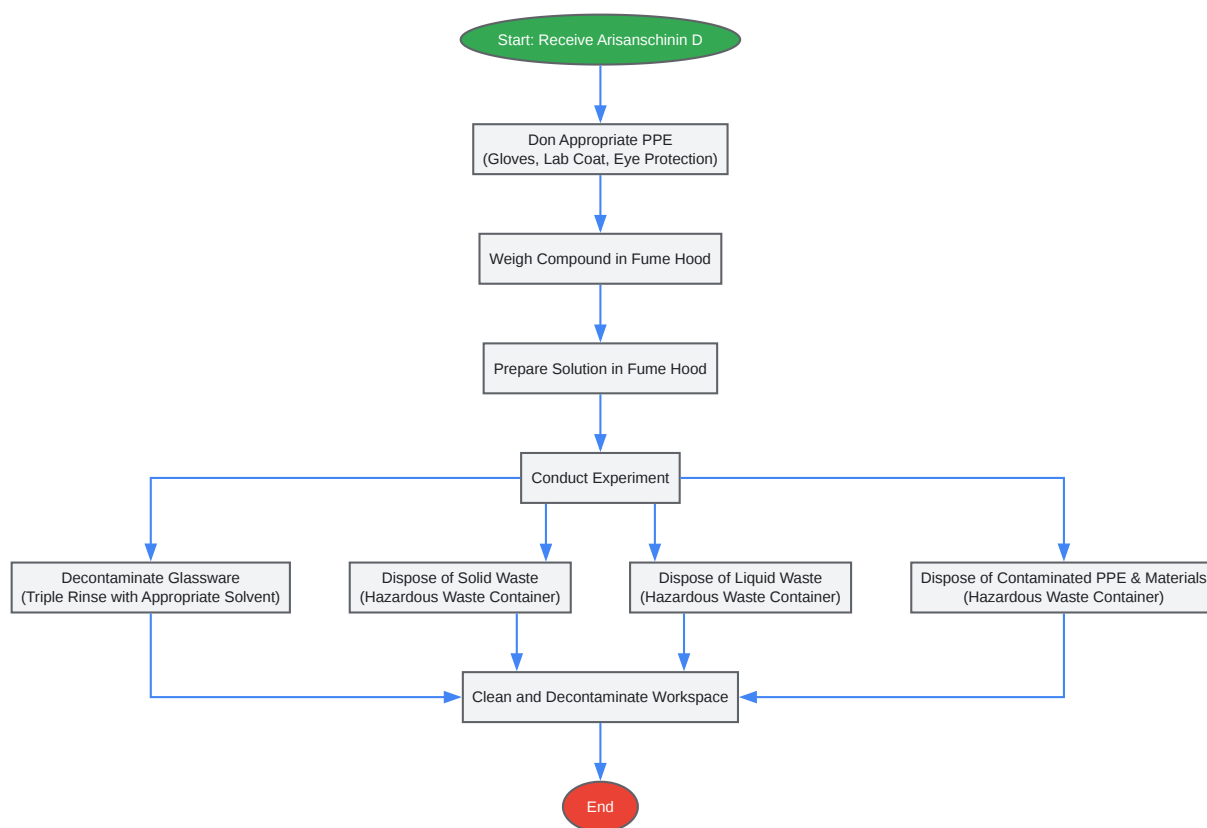 Start: Receive Arisanschinin D
Don Appropriate PPE
(Gloves, Lab Coat, Eye Protection)
Weigh Compound in Fume Hood
Prepare Solution in Fume Hood
Conduct Experiment
Decontaminate Glassware
(Triple Rinse with Appropriate Solvent)
Dispose of Solid Waste
(Hazardous Waste Container)
Dispose of Liquid Waste
(Hazardous Waste Container)
Dispose of Contaminated PPE & Materials
(Hazardous Waste Container)
Clean and Decontaminate Workspace
End